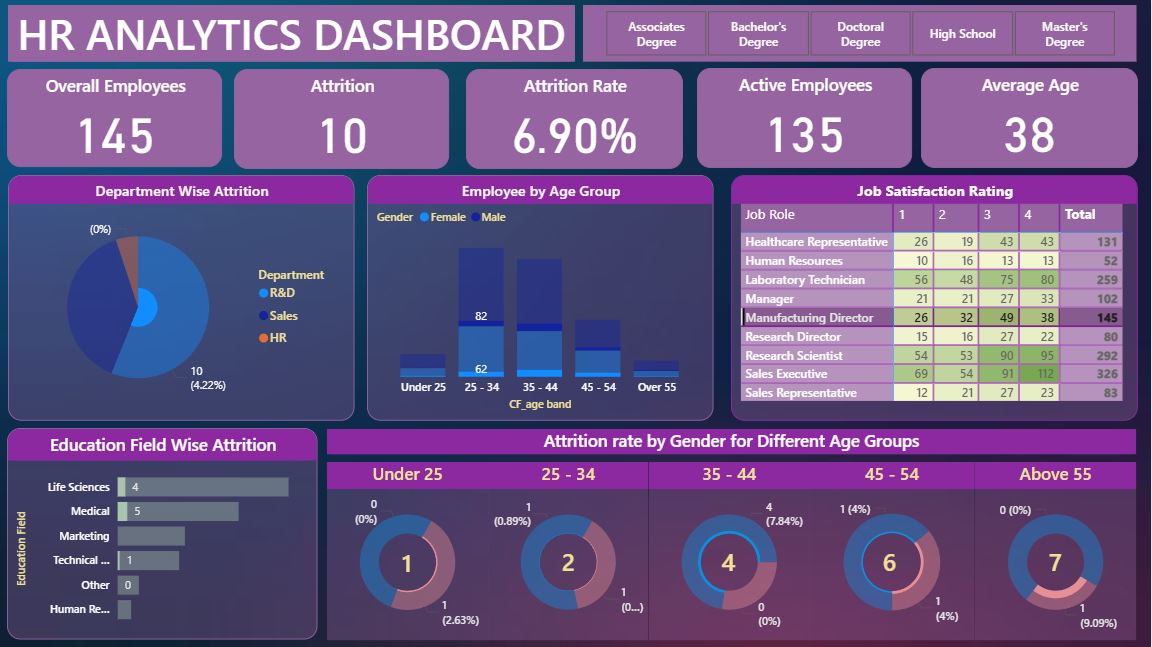 HR ANALYTICS DASHBOARD
Associates Degree
Bachelor's Degree
Doctoral Degree
High School
Master's Degree
Overall Employees
145
Attrition
10
Attrition Rate
6.90%
Active Employees
135
Average Age
38
Department Wise Attrition
(0%)
10
(4.22%)
Department
R&D
Sales
HR
Employee by Age Group
Gender Female Male
82
62
Under 25 25 - 34 35 - 44 45 - 54 Over 55
CF_age band
Job Satisfaction Rating
Job Role 1 2 3 4 Total
Healthcare Representative 26 19 43 43 131
Human Resources 10 16 13 13 52
Laboratory Technician 56 48 75 80 259
Manager 21 21 27 33 102
Manufacturing Director 26 32 49 38 145
Research Director 15 16 27 22 80
Research Scientist 54 53 90 95 292
Sales Executive 69 54 91 112 326
Sales Representative 12 21 27 23 83
Education Field Wise Attrition
Education Field
Life Sciences 4
Medical 5
Marketing
Technical ... 1
Other 0
Human Re...
Attrition rate by Gender for Different Age Groups
Under 25
0
(0%)
1
1
(2.63%)
25 - 34
1
(0.89%)
2
1
(0...)
35 - 44
4
(7.84%)
4
0
(0%)
45 - 54
1 (4%)
6
1
(4%)
Above 55
0 (0%)
7
1
(9.09%)